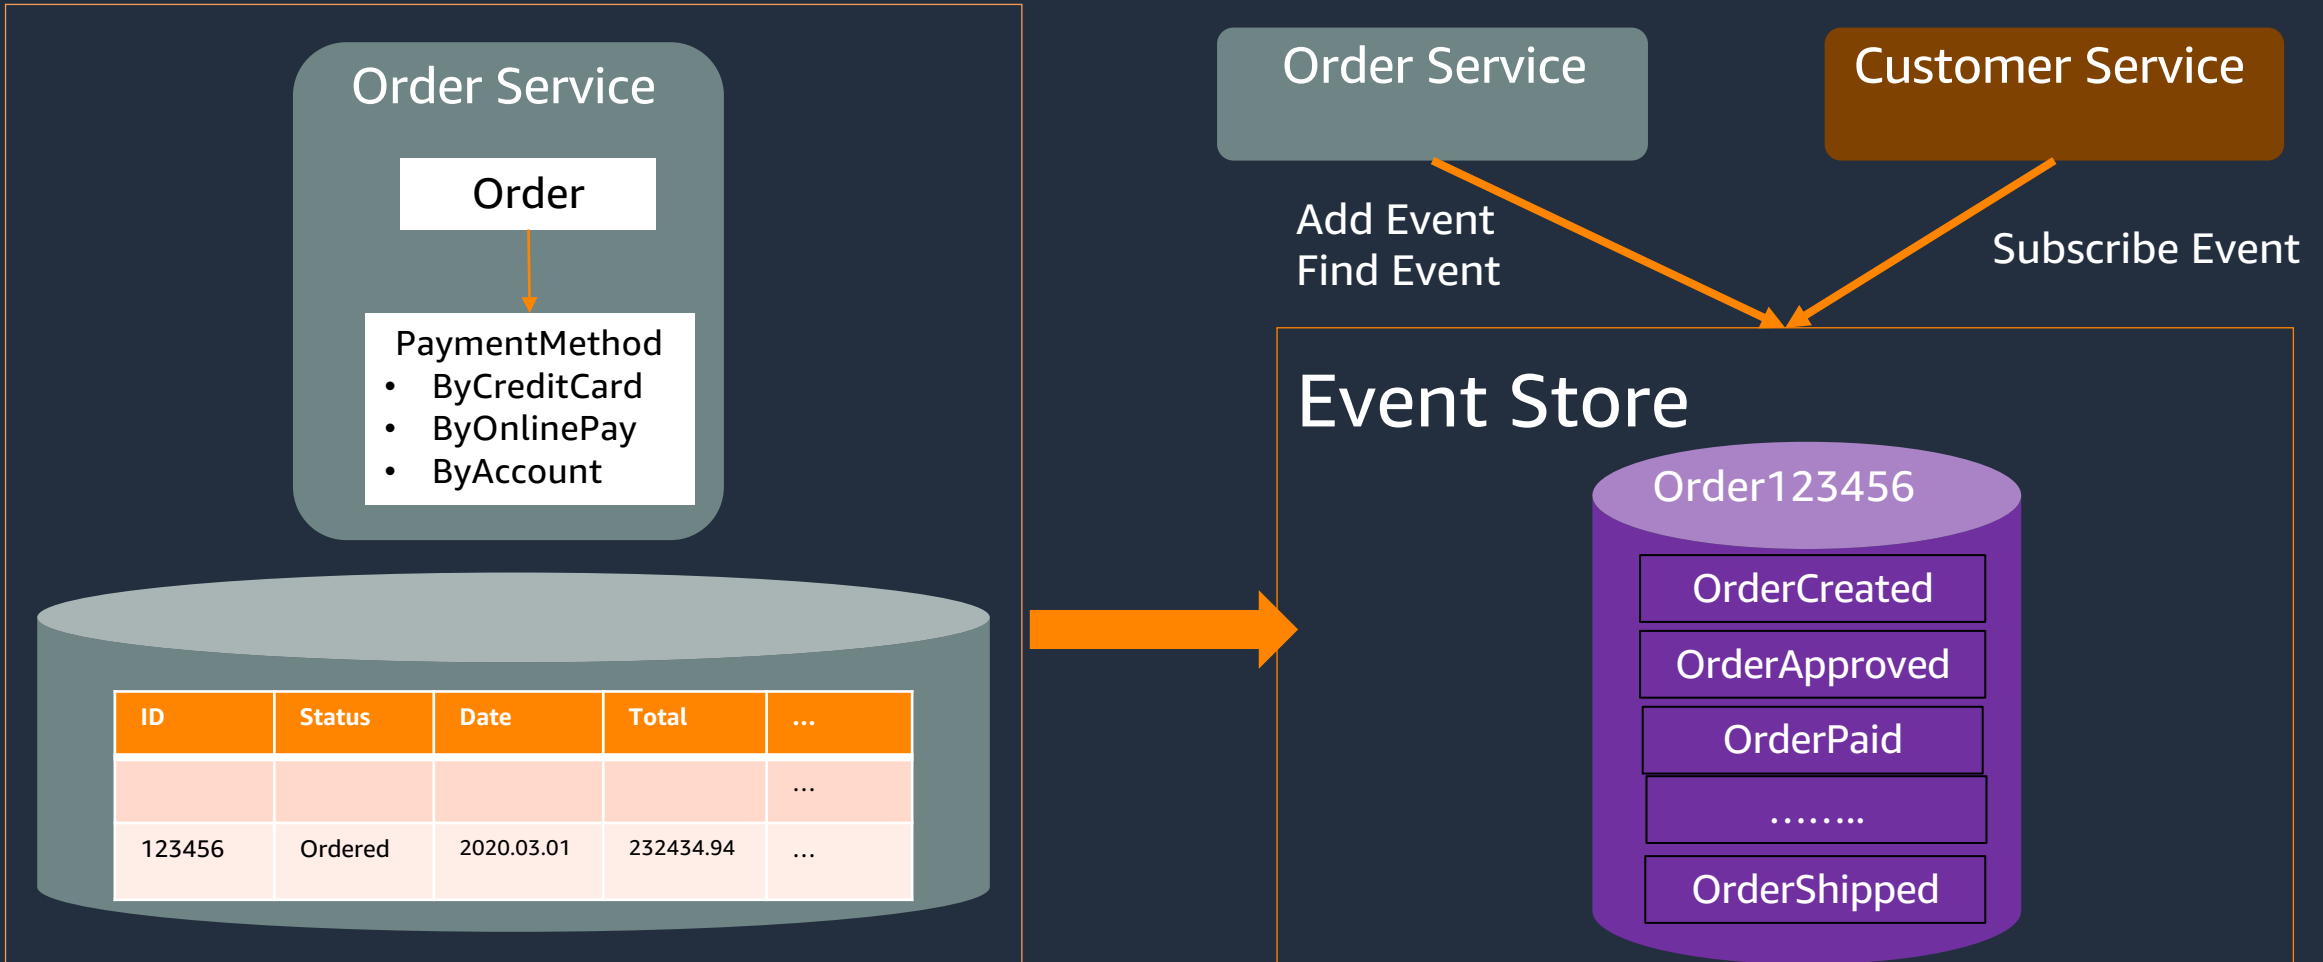 Order Service
Order
PaymentMethod
• ByCreditCard
• ByOnlinePay
• ByAccount
ID Status Date Total ...
...
123456 Ordered 2020.03.01 232434.94 ...
Order Service
Customer Service
Add Event
Find Event
Subscribe Event
Event Store
Order123456
OrderCreated
OrderApproved
OrderPaid
……..
OrderShipped